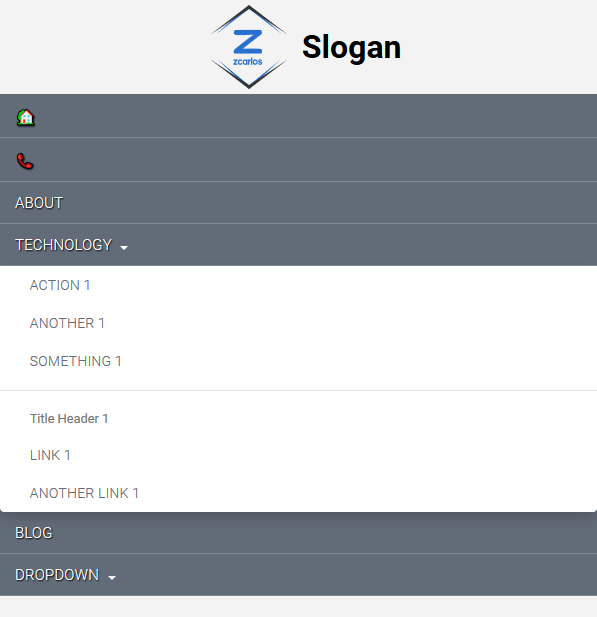 Z
zcarlos
Slogan
ABOUT
TECHNOLOGY
ACTION 1
ANOTHER 1
SOMETHING 1
Title Header 1
LINK 1
ANOTHER LINK 1
BLOG
DROPDOWN